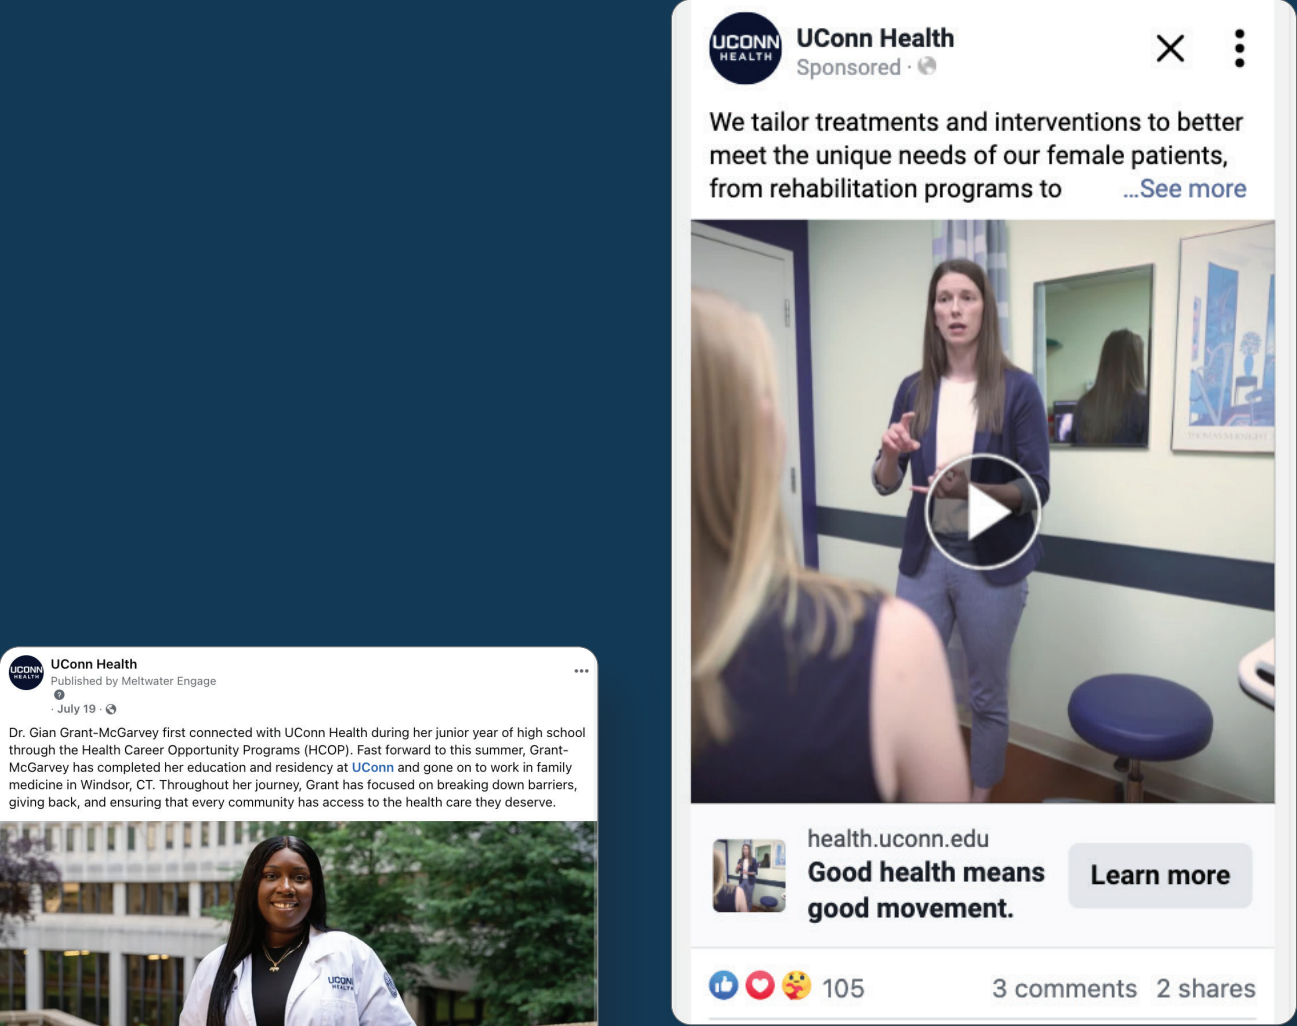 UConn Health
Published by Meltwater Engage
?
· July 19 ·
Dr. Gian Grant-McGarvey first connected with UConn Health during her junior year of high school
through the Health Career Opportunity Programs (HCOP). Fast forward to this summer, Grant-
McGarvey has completed her education and residency at UConn and gone on to work in family
medicine in Windsor, CT. Throughout her journey, Grant has focused on breaking down barriers,
giving back, and ensuring that every community has access to the health care they deserve.
UCONN
HEALTH
UCONN
HEALTH
UCONN
HEALTH
UConn Health
Sponsored ·
We tailor treatments and interventions to better
meet the unique needs of our female patients,
from rehabilitation programs to ...See more
health.uconn.edu
Good health means
good movement.
Learn more
105
3 comments 2 shares